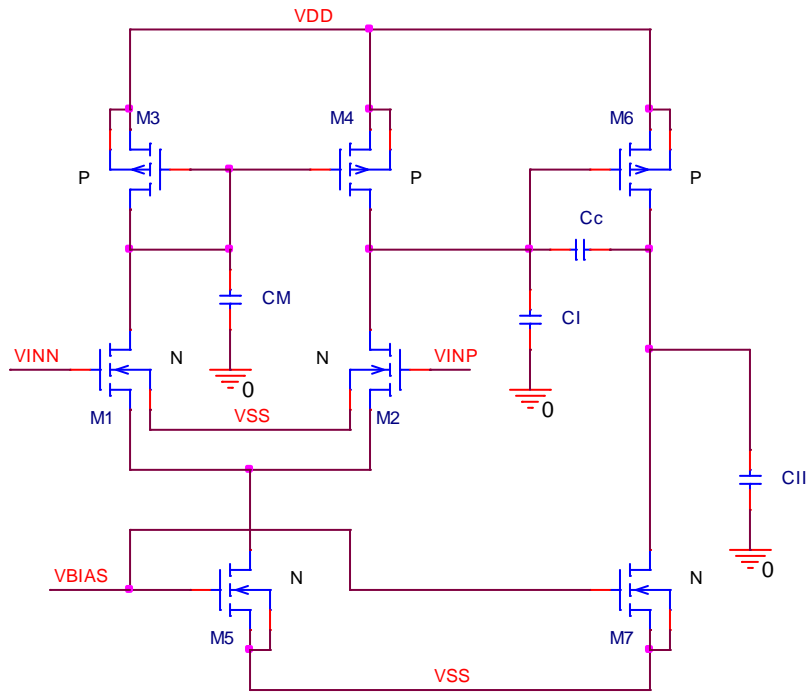 VDD
M3
M4
M6
P
P
P
Cc
CM
CI
VINN
N
N
VINP
0
0
M1
VSS
M2
CII
VBIAS
N
N
0
M5
M7
VSS